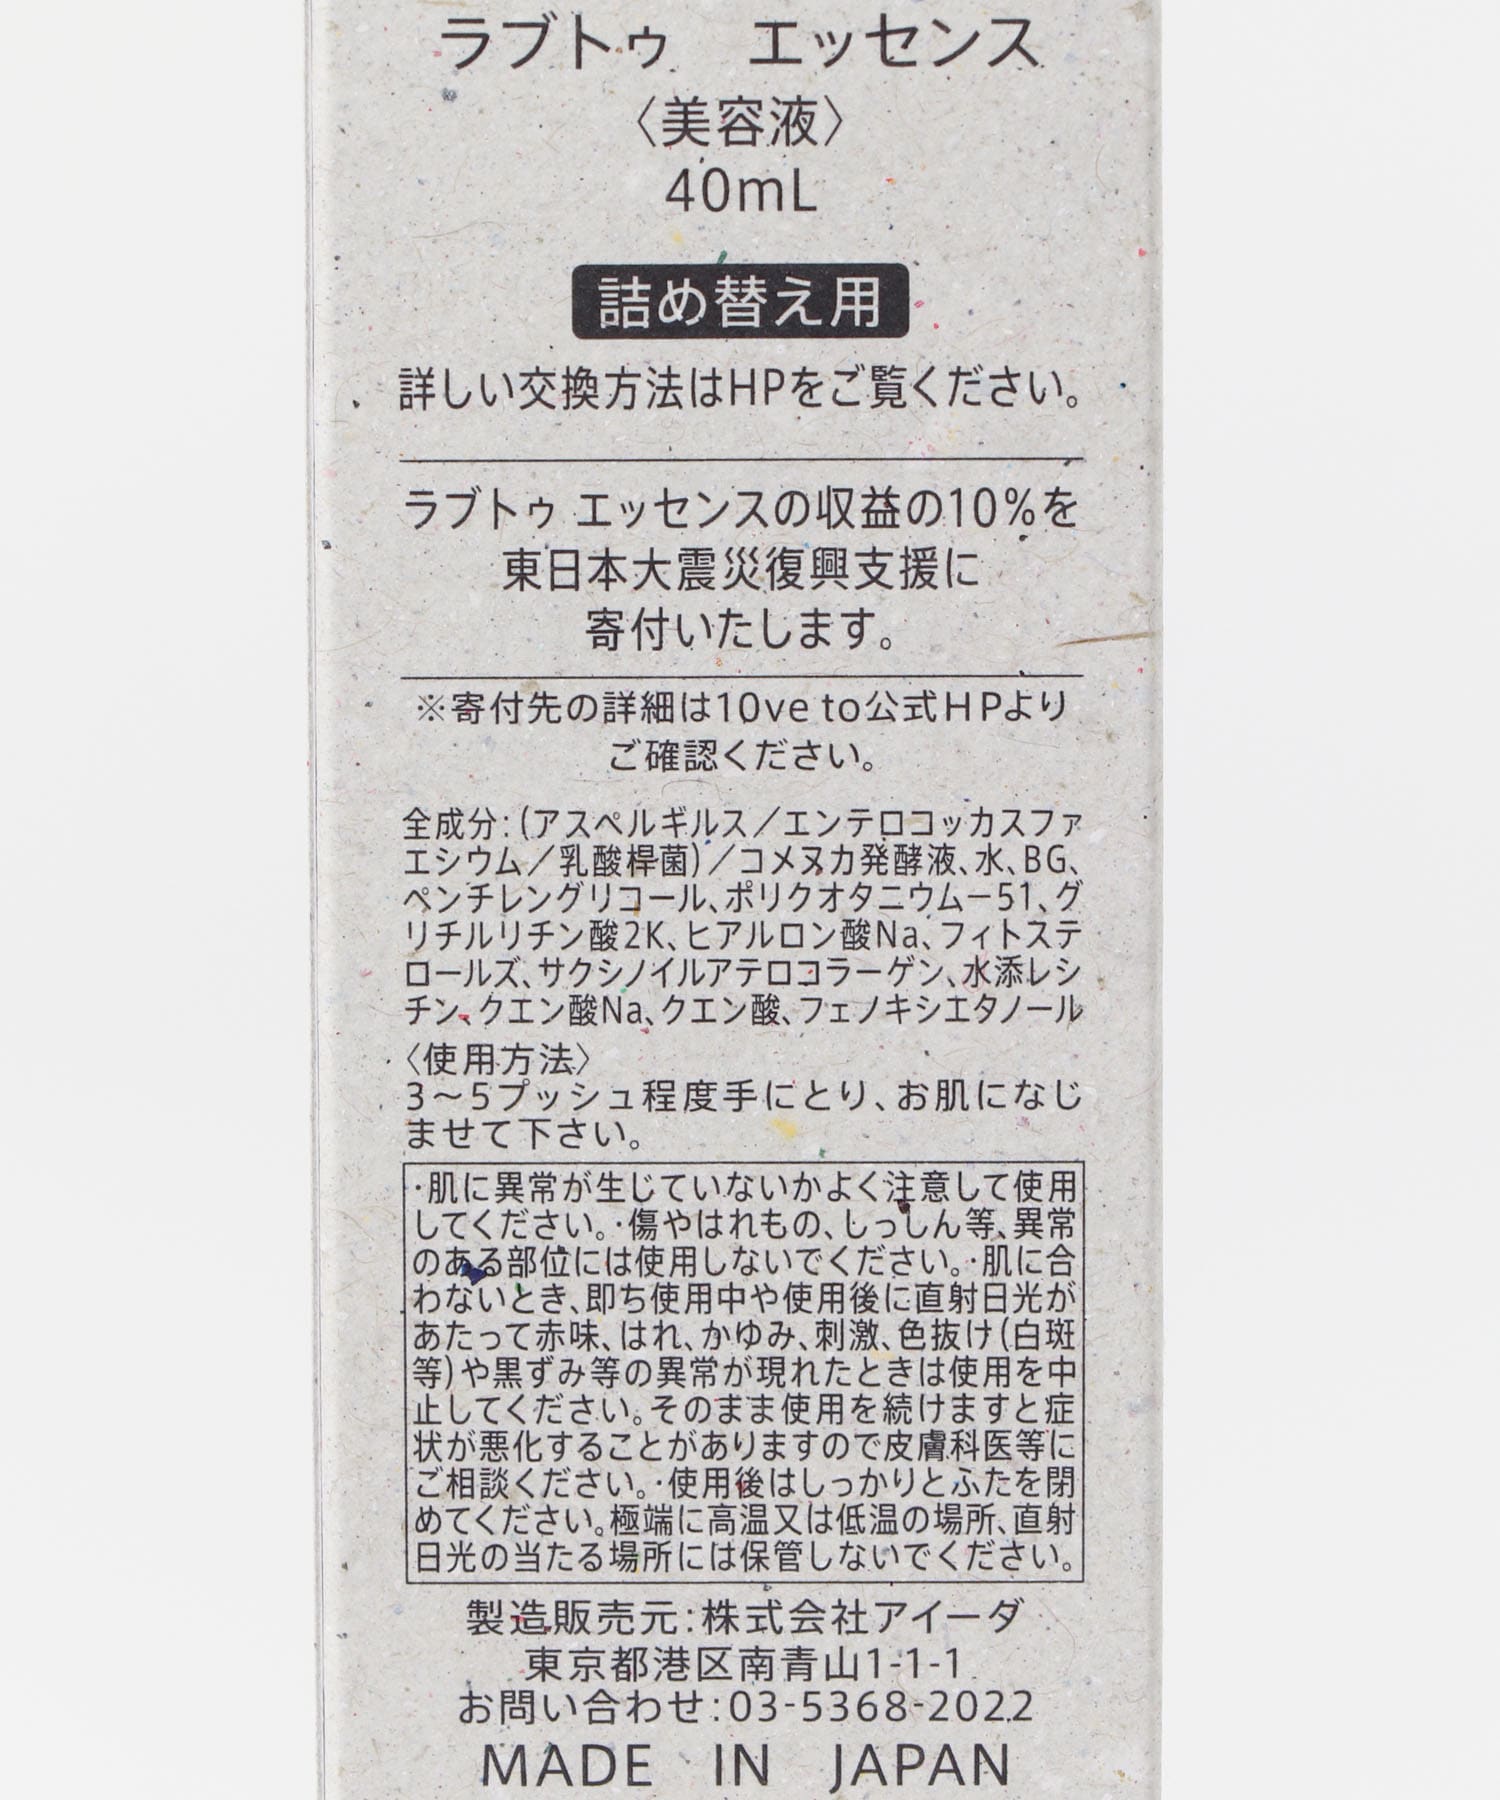 ラブトゥ　エッセンス
〈美容液〉
40mL
詰め替え用
詳しい交換方法はHPをご覧ください。
ラブトゥ エッセンスの収益の10%を
東日本大震災復興支援に
寄付いたします。
※寄付先の詳細は10ve to公式HPより
ご確認ください。
全成分:(アスペルギルス/エンテロコッカスファ
エシウム/乳酸桿菌)/コメヌカ発酵液、水、BG、
ペンチレングリコール、ポリクオタニウムー51、グ
リチルリチン酸2K、ヒアルロン酸Na、フィトステ
ロールズ、サクシノイルアテロコラーゲン、水添レシ
チン、クエン酸Na、クエン酸、フェノキシエタノール
〈使用方法〉
3～5プッシュ程度手にとり、お肌になじ
ませて下さい。
·肌に異常が生じていないかよく注意して使用
してください。·傷やはれもの、しっしん等、異常
のある部位には使用しないでください。·肌に合
わないとき、即ち使用中や使用後に直射日光が
あたって赤味、はれ、かゆみ、刺激、色抜け(白斑
等)や黒ずみ等の異常が現れたときは使用を中
止してください。そのまま使用を続けますと症
状が悪化することがありますので皮膚科医等に
ご相談ください。·使用後はしっかりとふたを閉
めてください。極端に高温又は低温の場所、直射
日光の当たる場所には保管しないでください。
製造販売元:株式会社アイーダ
東京都港区南青山1-1-1
お問い合わせ:03-5368-2022
MADE IN JAPAN